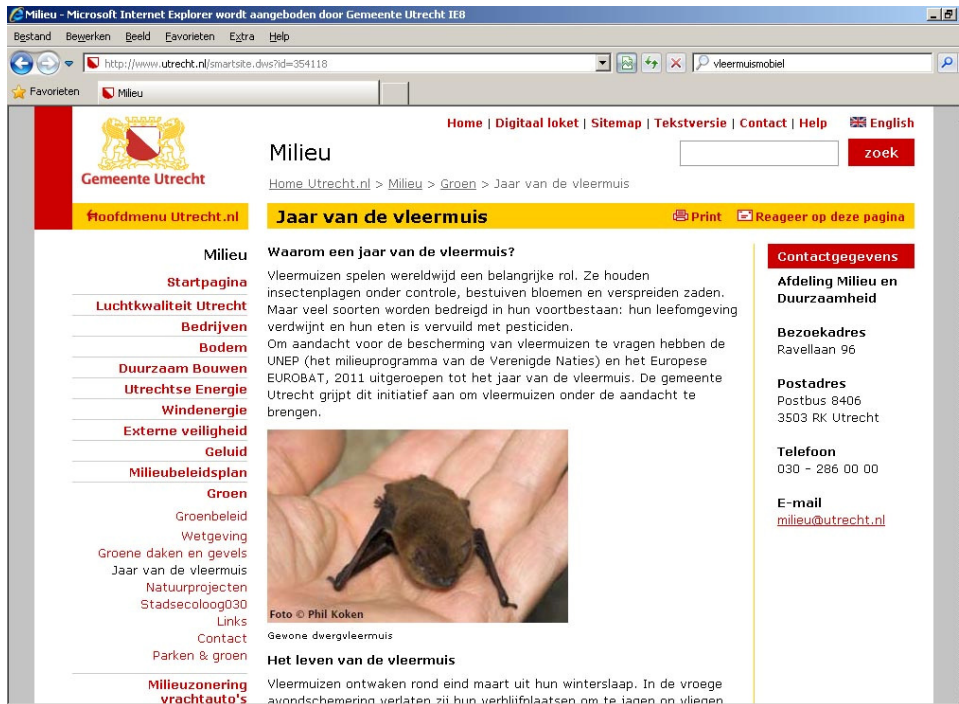 Milieu - Microsoft Internet Explorer wordt aangeboden door Gemeente Utrecht IE8
Bestand Bewerken Beeld Favorieten Extra Help
http://www.utrecht.nl/smartsite.dws?id=354118
vleermuismobiel
Favorieten
Milieu
Home | Digitaal loket | Sitemap | Tekstversie | Contact | Help English
Gemeente Utrecht
Milieu
zoek
Home Utrecht.nl > Milieu > Groen > Jaar van de vleermuis
Hoofdmenu Utrecht.nl
Jaar van de vleermuis
Print
Reageer op deze pagina
Milieu
Startpagina
Luchtkwaliteit Utrecht
Bedrijven
Bodem
Duurzaam Bouwen
Utrechtse Energie
Windenergie
Externe veiligheid
Geluid
Milieubeleidsplan
Groen
Groenbeleid
Wetgeving
Groene daken en gevels
Jaar van de vleermuis
Natuurprojecten
Stadsecoloog030
Links
Contact
Parken & groen
Milieuzonering
vrachtauto's
Waarom een jaar van de vleermuis?
Vleermuizen spelen wereldwijd een belangrijke rol. Ze houden
insectenplagen onder controle, bestuiven bloemen en verspreiden zaden.
Maar veel soorten worden bedreigd in hun voortbestaan: hun leefomgeving
verdwijnt en hun eten is vervuild met pesticiden.
Om aandacht voor de bescherming van vleermuizen te vragen hebben de
UNEP (het milieuprogramma van de Verenigde Naties) en het Europese
EUROBAT, 2011 uitgeroepen tot het jaar van de vleermuis. De gemeente
Utrecht grijpt dit initiatief aan om vleermuizen onder de aandacht te
brengen.
Foto © Phil Koken
Gewone dwergvleermuis
Het leven van de vleermuis
Vleermuizen ontwaken rond eind maart uit hun winterslaap. In de vroege
avondschemering verlaten zij hun verblijfplaatsen om te jagen op vliegen
Contactgegevens
Afdeling Milieu en
Duurzaamheid
Bezoekadres
Ravellaan 96
Postadres
Postbus 8406
3503 RK Utrecht
Telefoon
030 - 286 00 00
E-mail
milieu@utrecht.nl